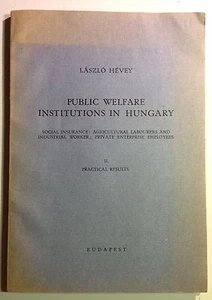 LÁSZLÓ HÉVEY
PUBLIC WELFARE
INSTITUTIONS IN HUNGARY
SOCIAL INSURANCE: AGRICULTURAL LABOURERS AND
INDUSTRIAL WORKER; PRIVATE ENTERPRISE EMPLOYEES.
II.
PRACTICAL RESULTS.
BUDAPEST